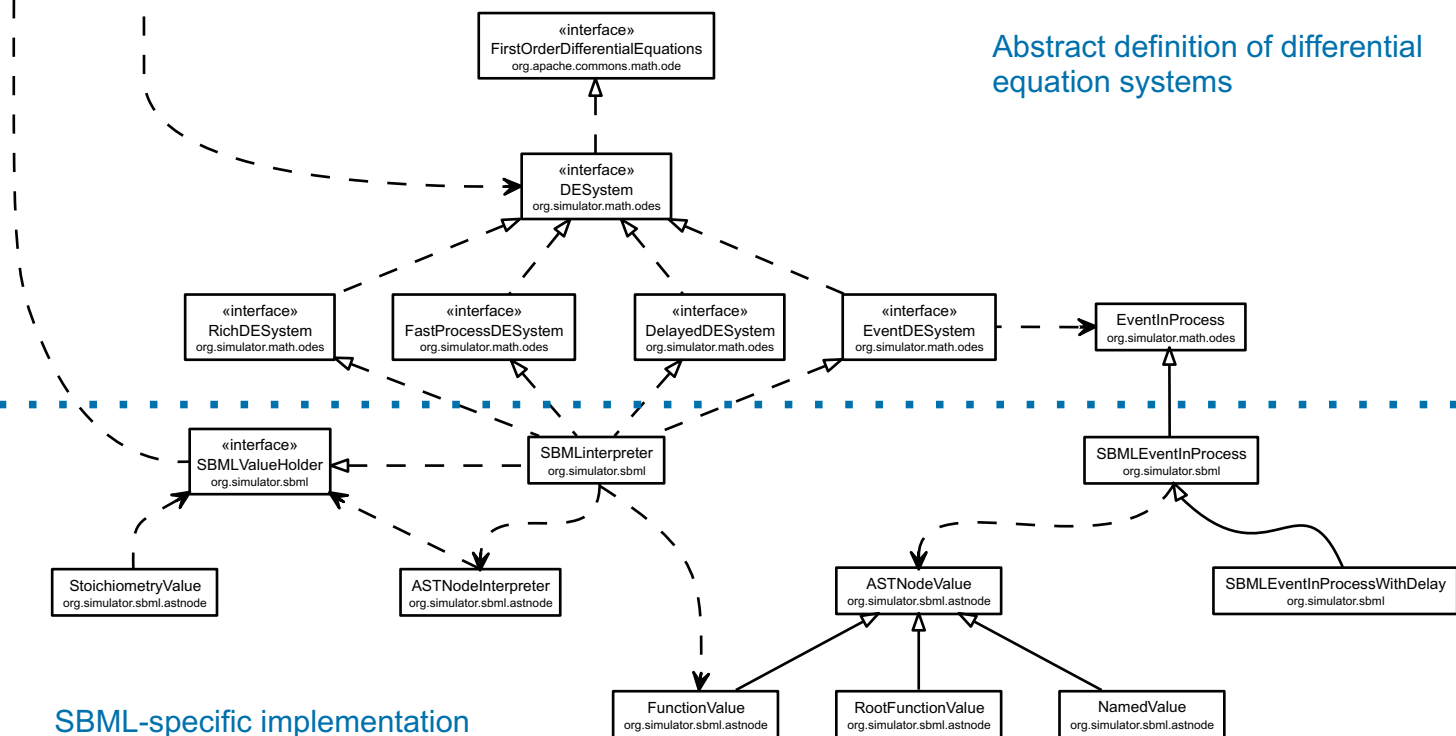 «interface»
FirstOrderDifferentialEquations
org.apache.commons.math.ode
Abstract definition of differential
equation systems
«interface»
DESystem
org.simulator.math.odes
«interface»
RichDESystem
org.simulator.math.odes
«interface»
FastProcessDESystem
org.simulator.math.odes
«interface»
DelayedDESystem
org.simulator.math.odes
«interface»
EventDESystem
org.simulator.math.odes
EventInProcess
org.simulator.math.odes
«interface»
SBMLValueHolder
org.simulator.sbml
SBMLinterpreter
org.simulator.sbml
SBMLEventInProcess
org.simulator.sbml
StoichiometryValue
org.simulator.sbml.astnode
ASTNodeInterpreter
org.simulator.sbml.astnode
ASTNodeValue
org.simulator.sbml.astnode
SBMLEventInProcessWithDelay
org.simulator.sbml
FunctionValue
org.simulator.sbml.astnode
RootFunctionValue
org.simulator.sbml.astnode
NamedValue
org.simulator.sbml.astnode
SBML-specific implementation